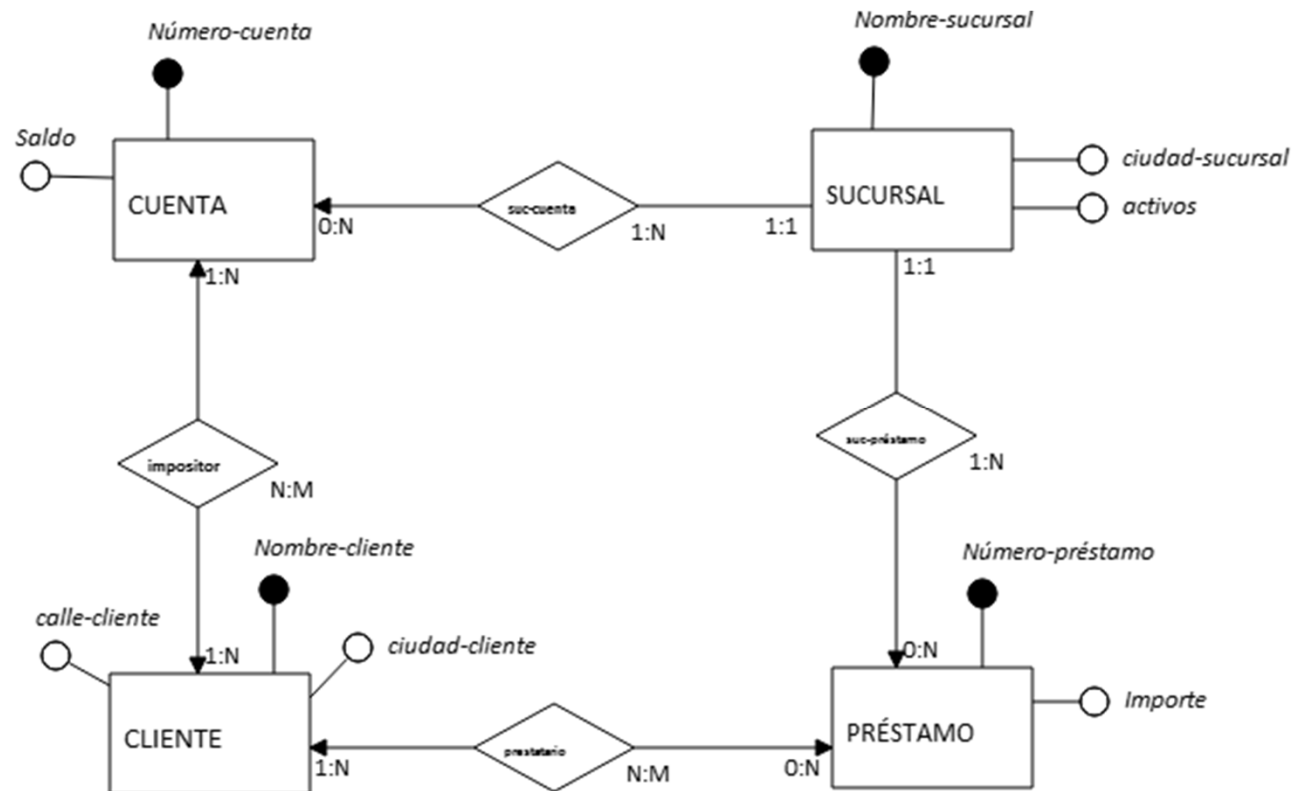 Nombre-sucursal
Número-cuenta
Saldo
ciudad-sucursal
CUENTA
suc-cuenta
SUCURSAL
activos
0:N
1:N
1:1
1:N
1:1
suc-préstamo
impositor
1:N
N:M
Nombre-cliente
Número-préstamo
calle-cliente
ciudad-cliente
1:N
0:N
Importe
CLIENTE
prestatario
PRÉSTAMO
1:N
N:M
0:N